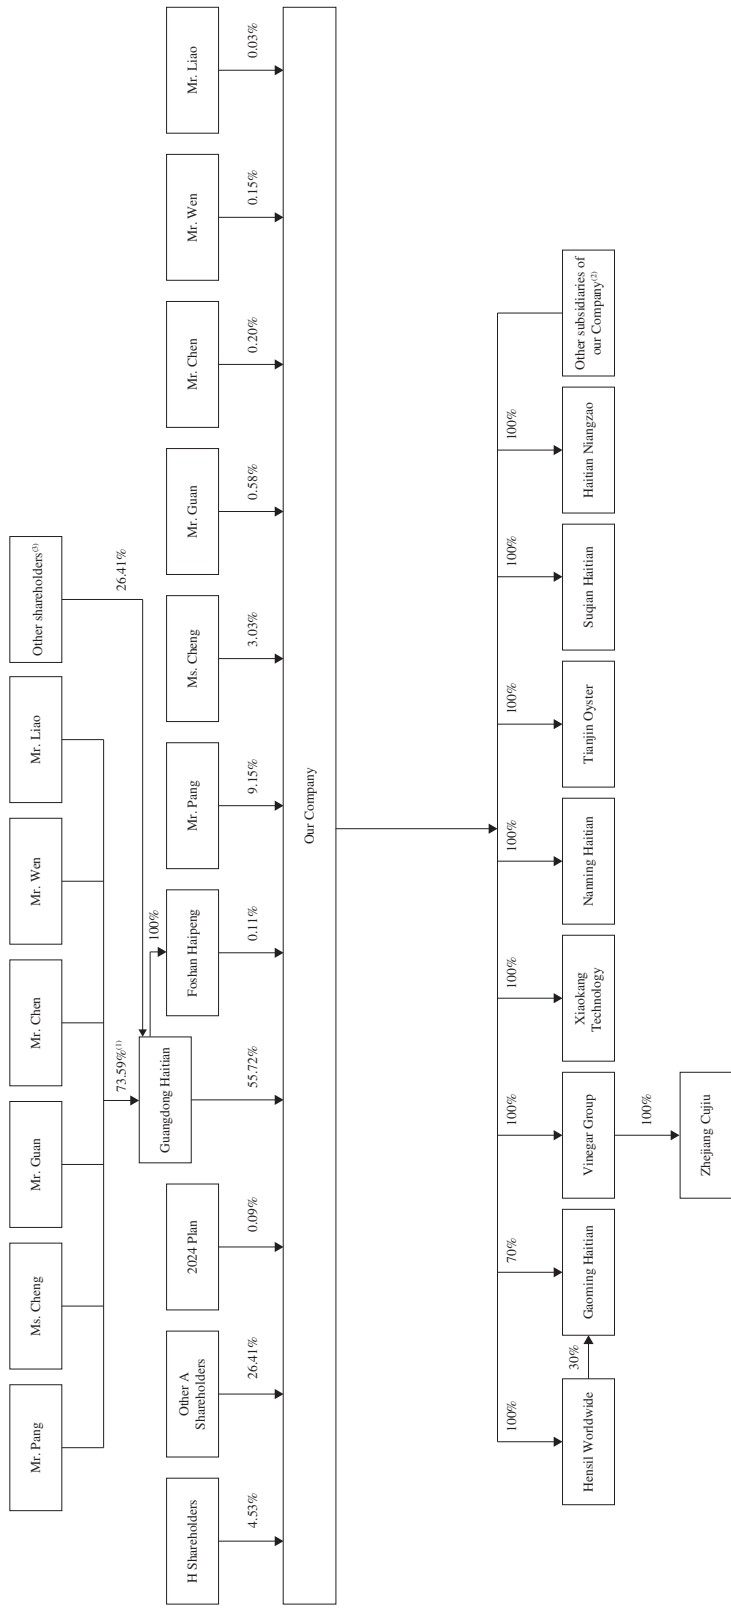 Mr. Pang
Ms. Cheng
Mr. Guan
Mr. Chen
Mr. Wen
Mr. Liao
Other shareholders(3)
73.59%(1)
26.41%
Guangdong Haitian
100%
H Shareholders
Other A
Shareholders
2024 Plan
Foshan Haipeng
Mr. Pang
Ms. Cheng
Mr. Guan
Mr. Chen
Mr. Wen
Mr. Liao
4.53%
26.41%
0.09%
55.72%
0.11%
9.15%
3.03%
0.58%
0.20%
0.15%
0.03%
Our Company
100%
70%
100%
100%
100%
100%
100%
100%
Hensil Worldwide
30%
Gaoming Haitian
Vinegar Group
Xiaokang
Technology
Nanning Haitian
Tianjin Oyster
Suqian Haitian
Haitian Niangzao
Other subsidiaries of
our Company(2)
100%
Zhejiang Cujiu